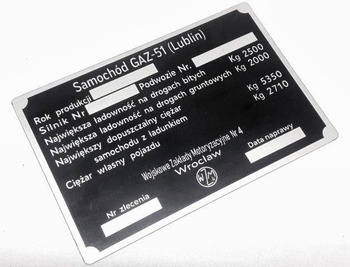 Samochód GAZ-51 (Lublin)
Rok produkcji Podwozie Nr.
Silnik Nr
Największa ładowność na drogach bitych Kg 2500
Największa ładowność na drogach gruntowych Kg 2000
Największy dopuszczalny ciężar
samochodu z ładunkiem Kg 5350
Ciężar własny pojazdu Kg 2710
Wojskowe Zakłady Motoryzacyjne Nr 4
Wrocław
Nr zlecenia
Data naprawy